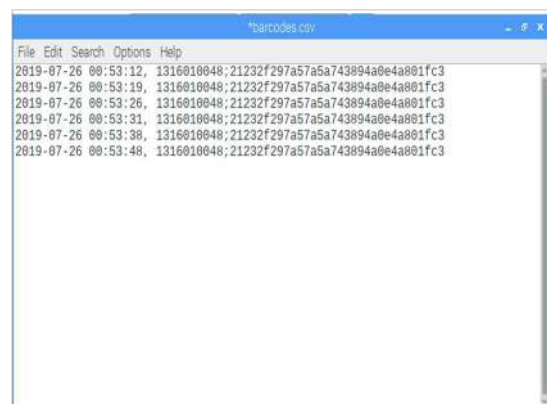 *barcodes.csv
File Edit Search Options Help
2019-07-26 00:53:12, 1316010048;21232f297a57a5a743894a0e4a801fc3
2019-07-26 00:53:19, 1316010048;21232f297a57a5a743894a0e4a801fc3
2019-07-26 00:53:26, 1316010048;21232f297a57a5a743894a0e4a801fc3
2019-07-26 00:53:31, 1316010048;21232f297a57a5a743894a0e4a801fc3
2019-07-26 00:53:38, 1316010048;21232f297a57a5a743894a0e4a801fc3
2019-07-26 00:53:48, 1316010048;21232f297a57a5a743894a0e4a801fc3